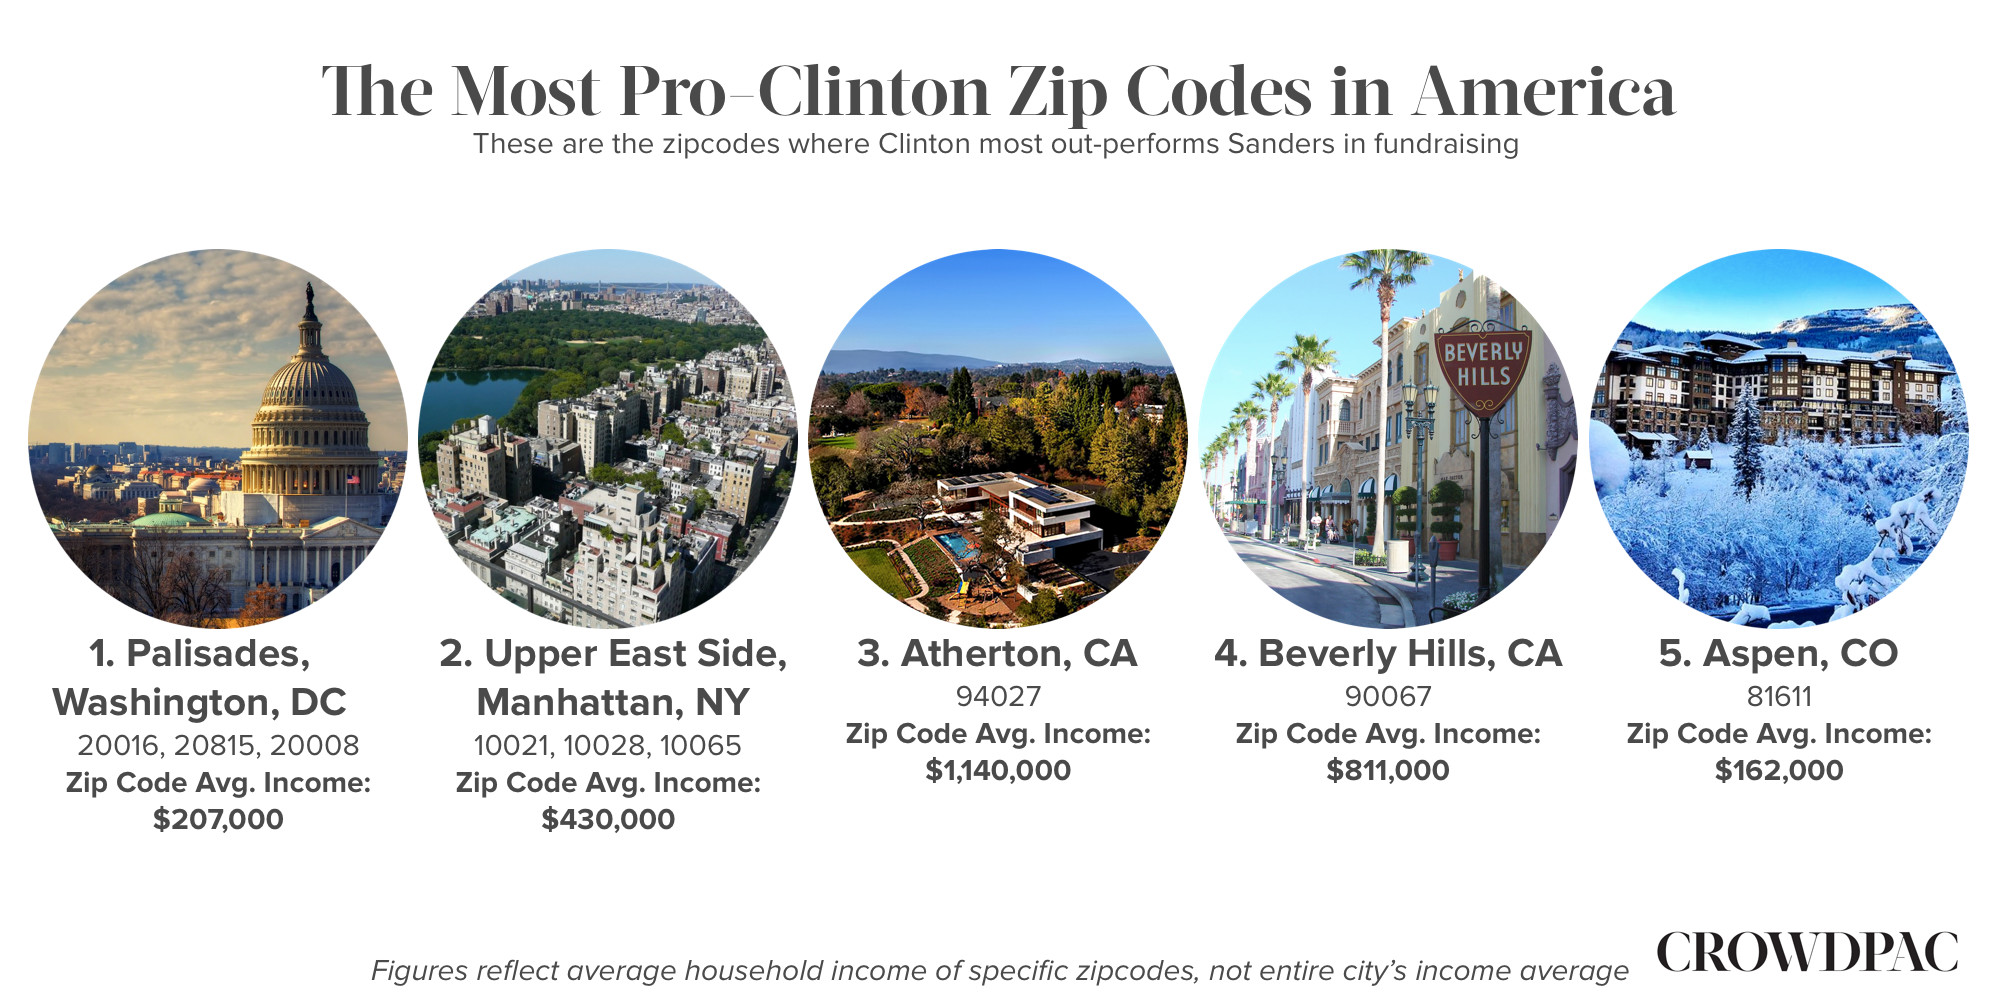 The Most Pro-Clinton Zip Codes in America
These are the zipcodes where Clinton most out-performs Sanders in fundraising
BEVERLY
HILLS
1. Palisades,
Washington, DC
20016, 20815, 20008
Zip Code Avg. Income:
$207,000
2. Upper East Side,
Manhattan, NY
10021, 10028, 10065
Zip Code Avg. Income:
$430,000
3. Atherton, CA
94027
Zip Code Avg. Income:
$1,140,000
4. Beverly Hills, CA
90067
Zip Code Avg. Income:
$811,000
5. Aspen, CO
81611
Zip Code Avg. Income:
$162,000
Figures reflect average household income of specific zipcodes, not entire city's income average
CROWDPAC